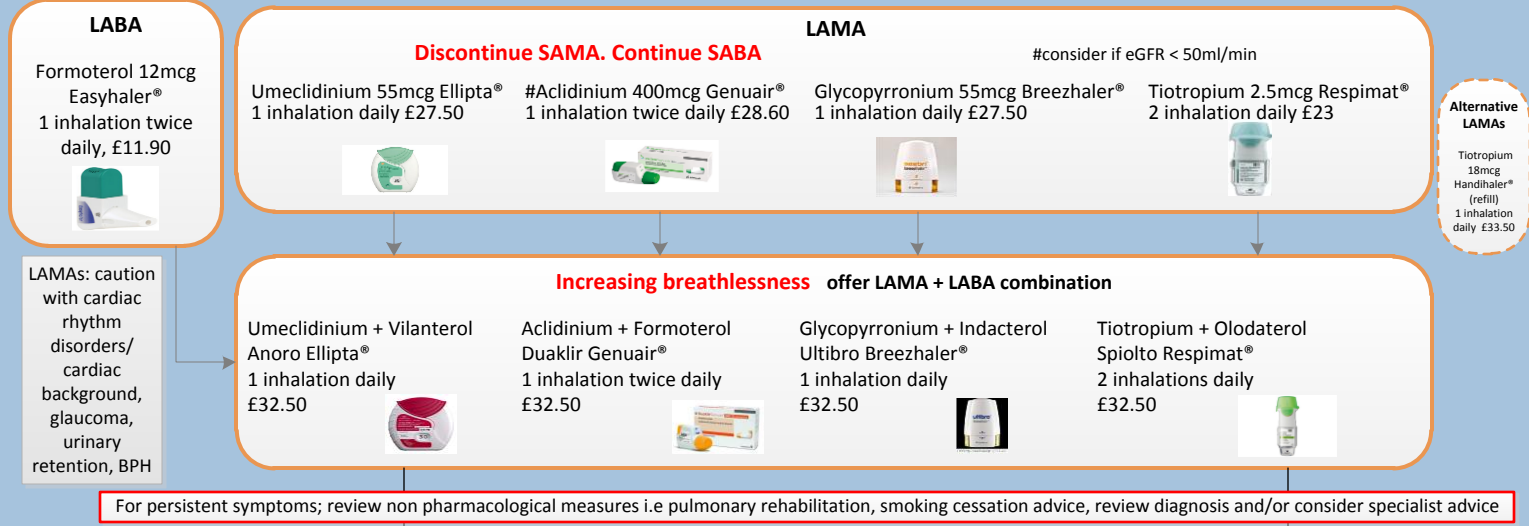 LABA
Formoterol 12mcg
Easyhaler®
1 inhalation twice
daily, £11.90
LAMA
Discontinue SAMA. Continue SABA
#consider if eGFR < 50ml/min
Umeclidinium 55mcg Ellipta®
1 inhalation daily £27.50
#Aclidinium 400mcg Genuair®
1 inhalation twice daily £28.60
Glycopyrronium 55mcg Breezhaler®
1 inhalation daily £27.50
Tiotropium 2.5mcg Respimat®
2 inhalation daily £23
Alternative
LAMAs
Tiotropium
18mcg
Handihaler®
(refill)
1 inhalation
daily £33.50
LAMAs: caution
with cardiac
rhythm
disorders/
cardiac
background,
glaucoma,
urinary
retention, BPH
Increasing breathlessness offer LAMA + LABA combination
Umeclidinium + Vilanterol
Anoro Ellipta®
1 inhalation daily
£32.50
Aclidinium + Formoterol
Duaklir Genuair®
1 inhalation twice daily
£32.50
Glycopyrronium + Indacterol
Ultibro Breezhaler®
1 inhalation daily
£32.50
ultibro
Tiotropium + Olodaterol
Spiolto Respimat®
2 inhalations daily
£32.50
For persistent symptoms; review non pharmacological measures i.e pulmonary rehabilitation, smoking cessation advice, review diagnosis and/or consider specialist advice